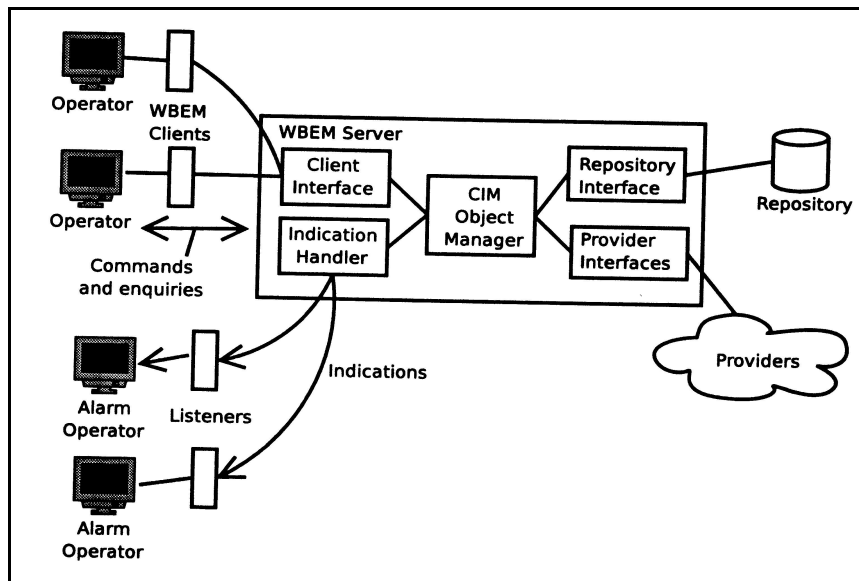 Operator
WBEM
Clients
WBEM Server
Client
Interface
Repository
Interface
CIM
Object
Manager
Repository
Operator
Indication
Handler
Provider
Interfaces
Commands
and enquiries
Providers
Indications
Alarm
Operator
Listeners
Alarm
Operator